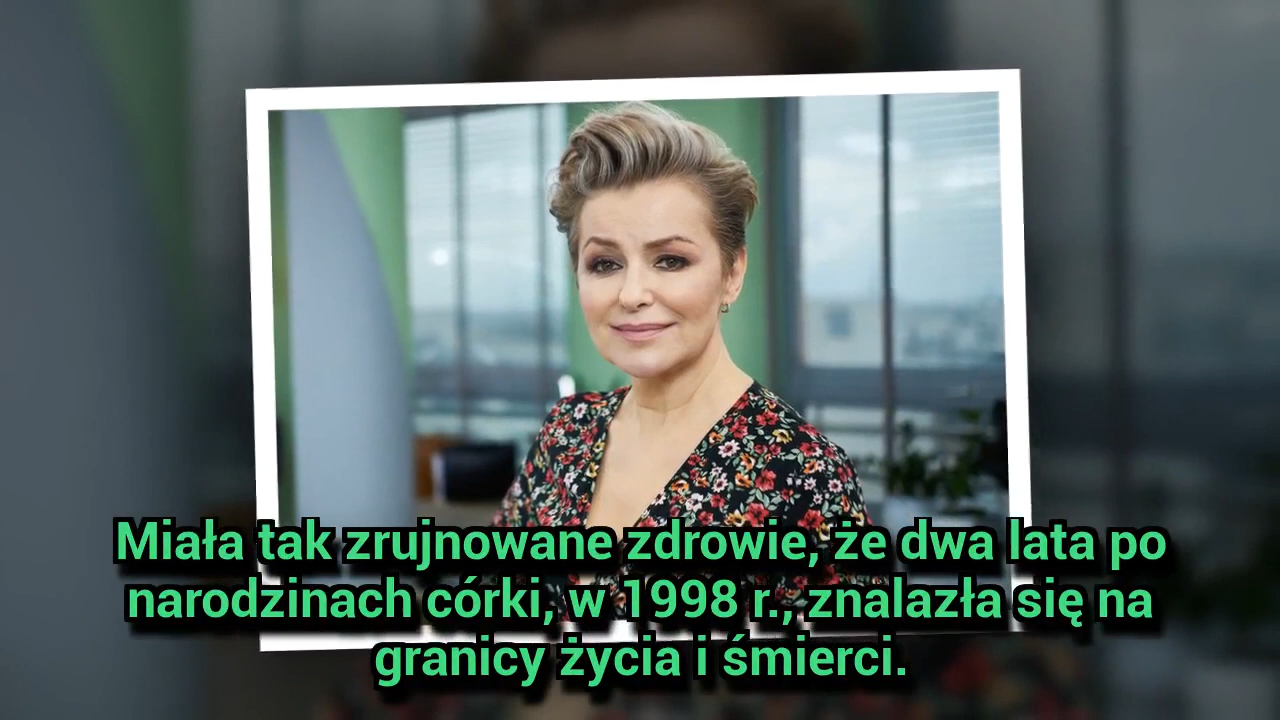 Miała tak zrujnowane zdrowie, że dwa lata po
narodzinach córki, w 1998 r., znalazła się na
granicy życia i śmierci.